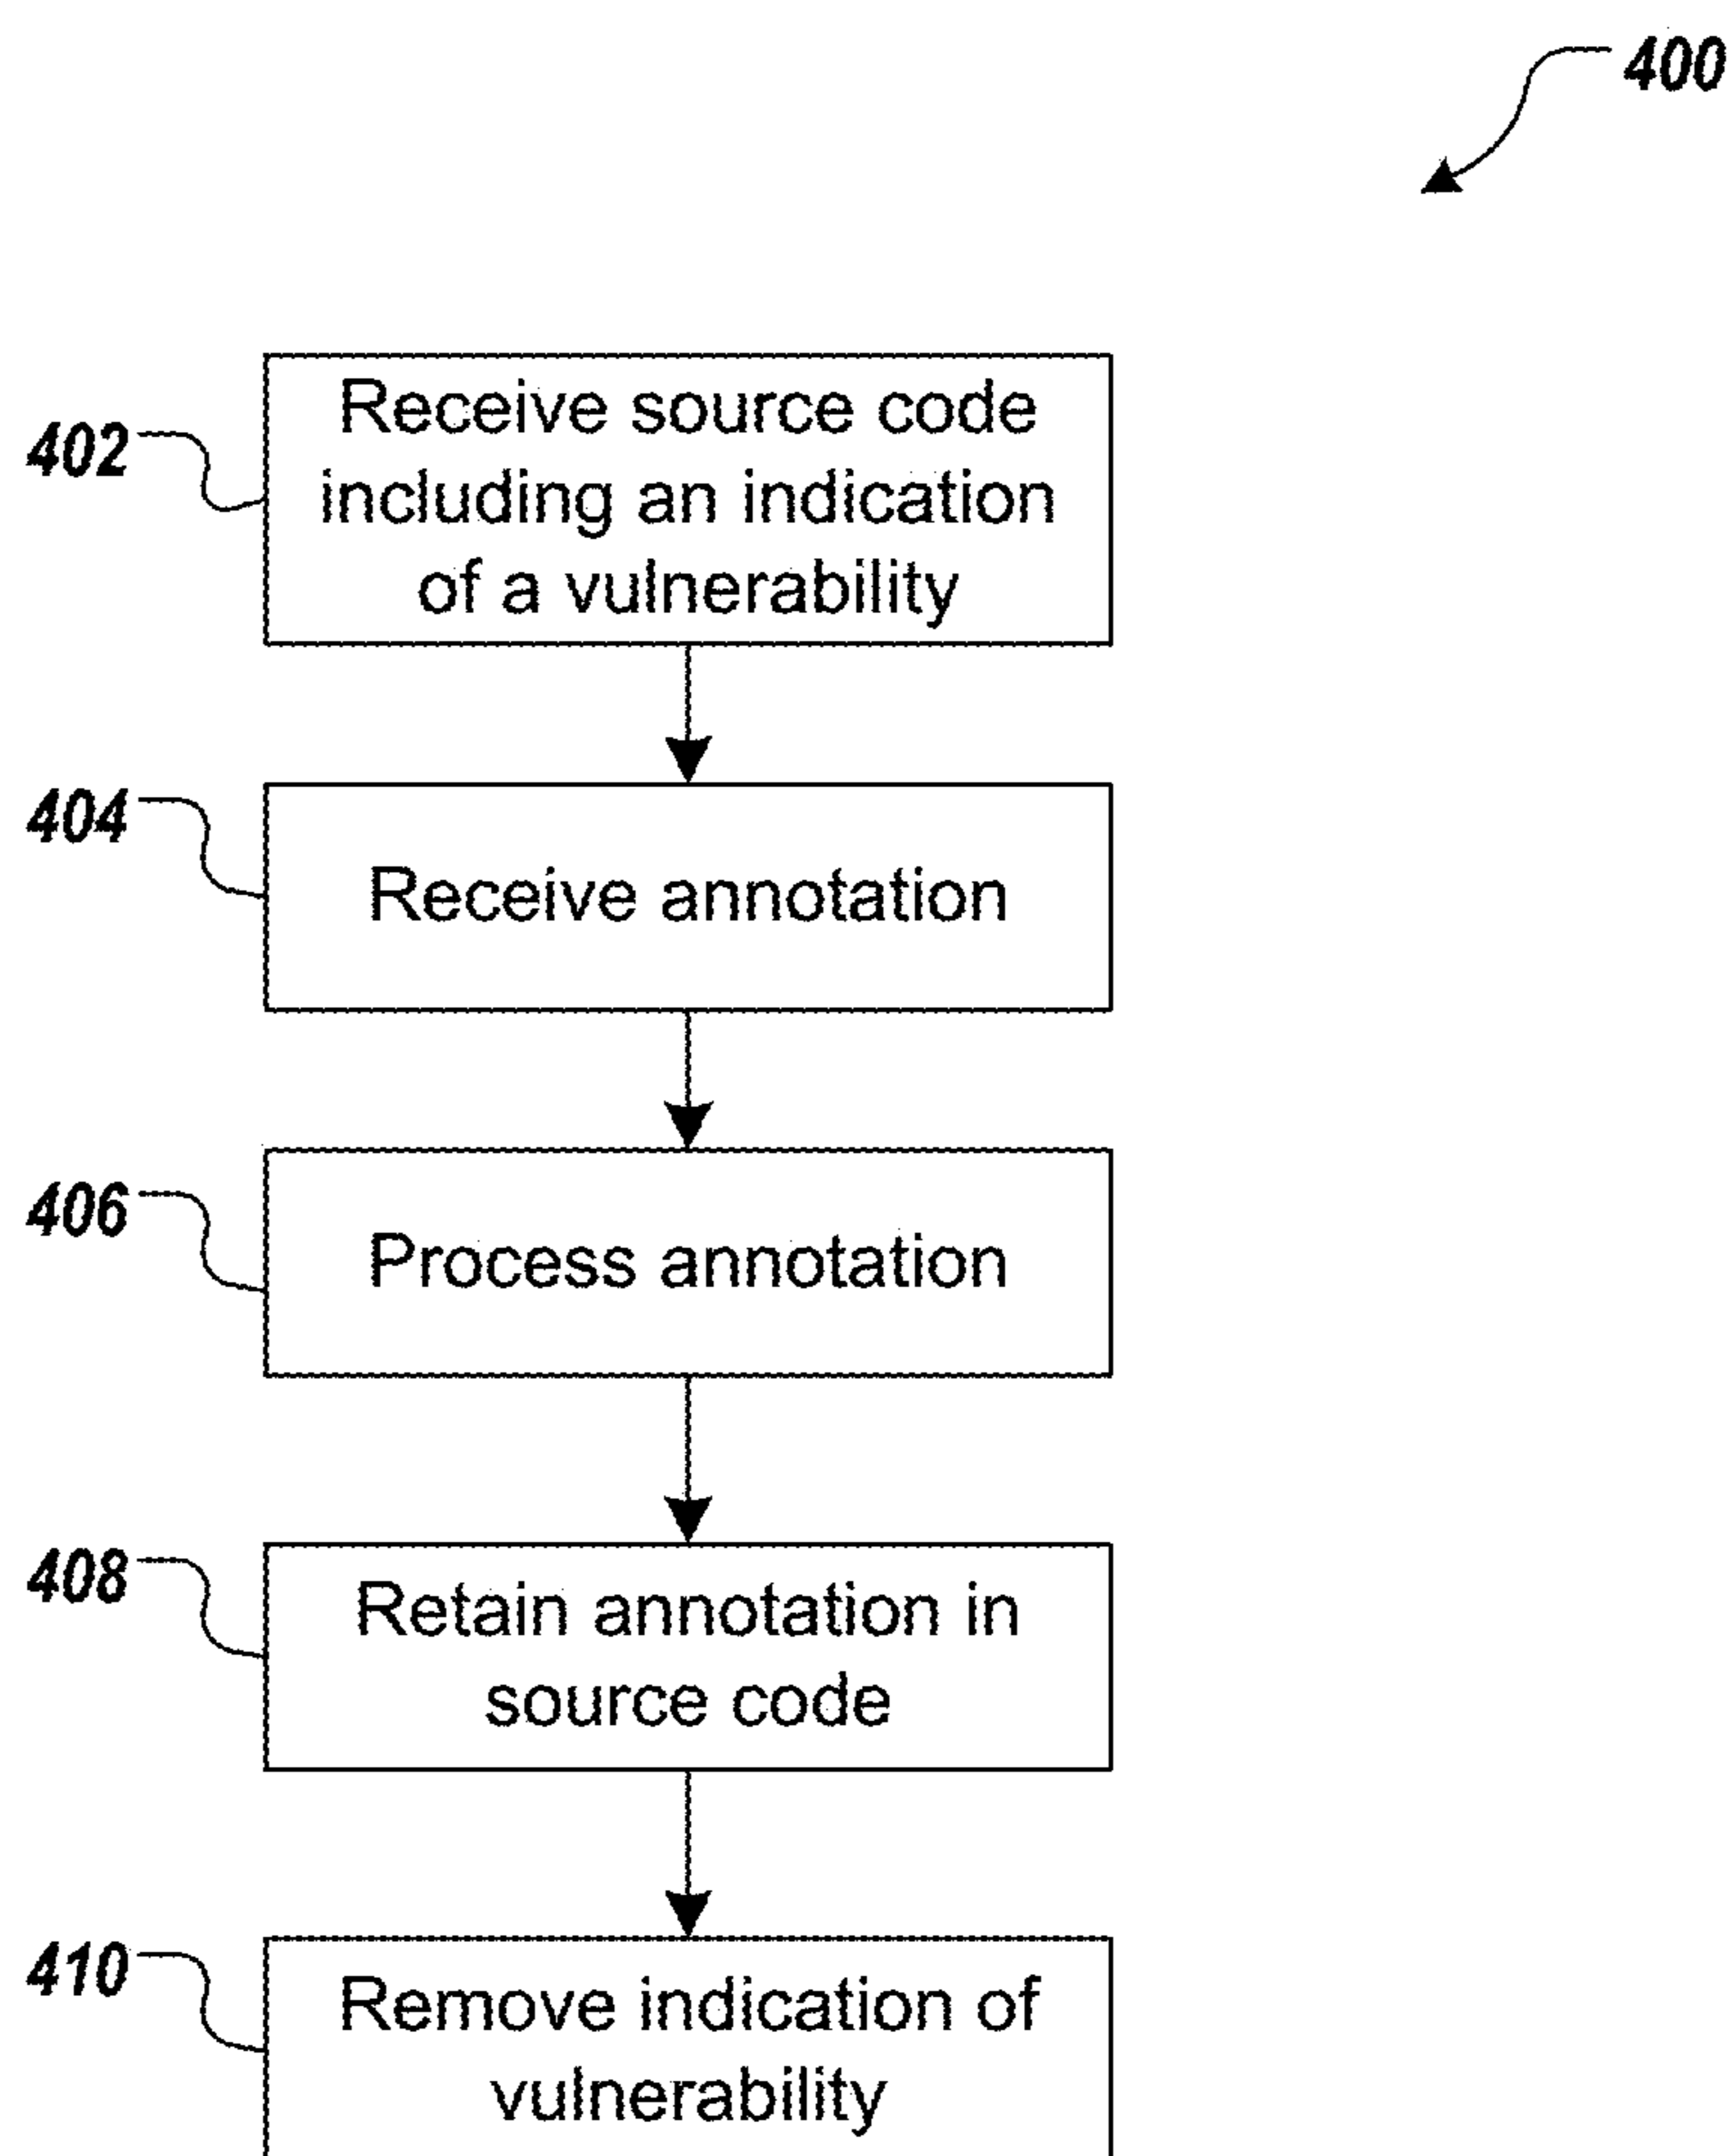 400
402
Receive source code
including an indication
of a vulnerability
404
Receive annotation
406
Process annotation
408
Retain annotation in
source code
410
Remove indication of
vulnerability